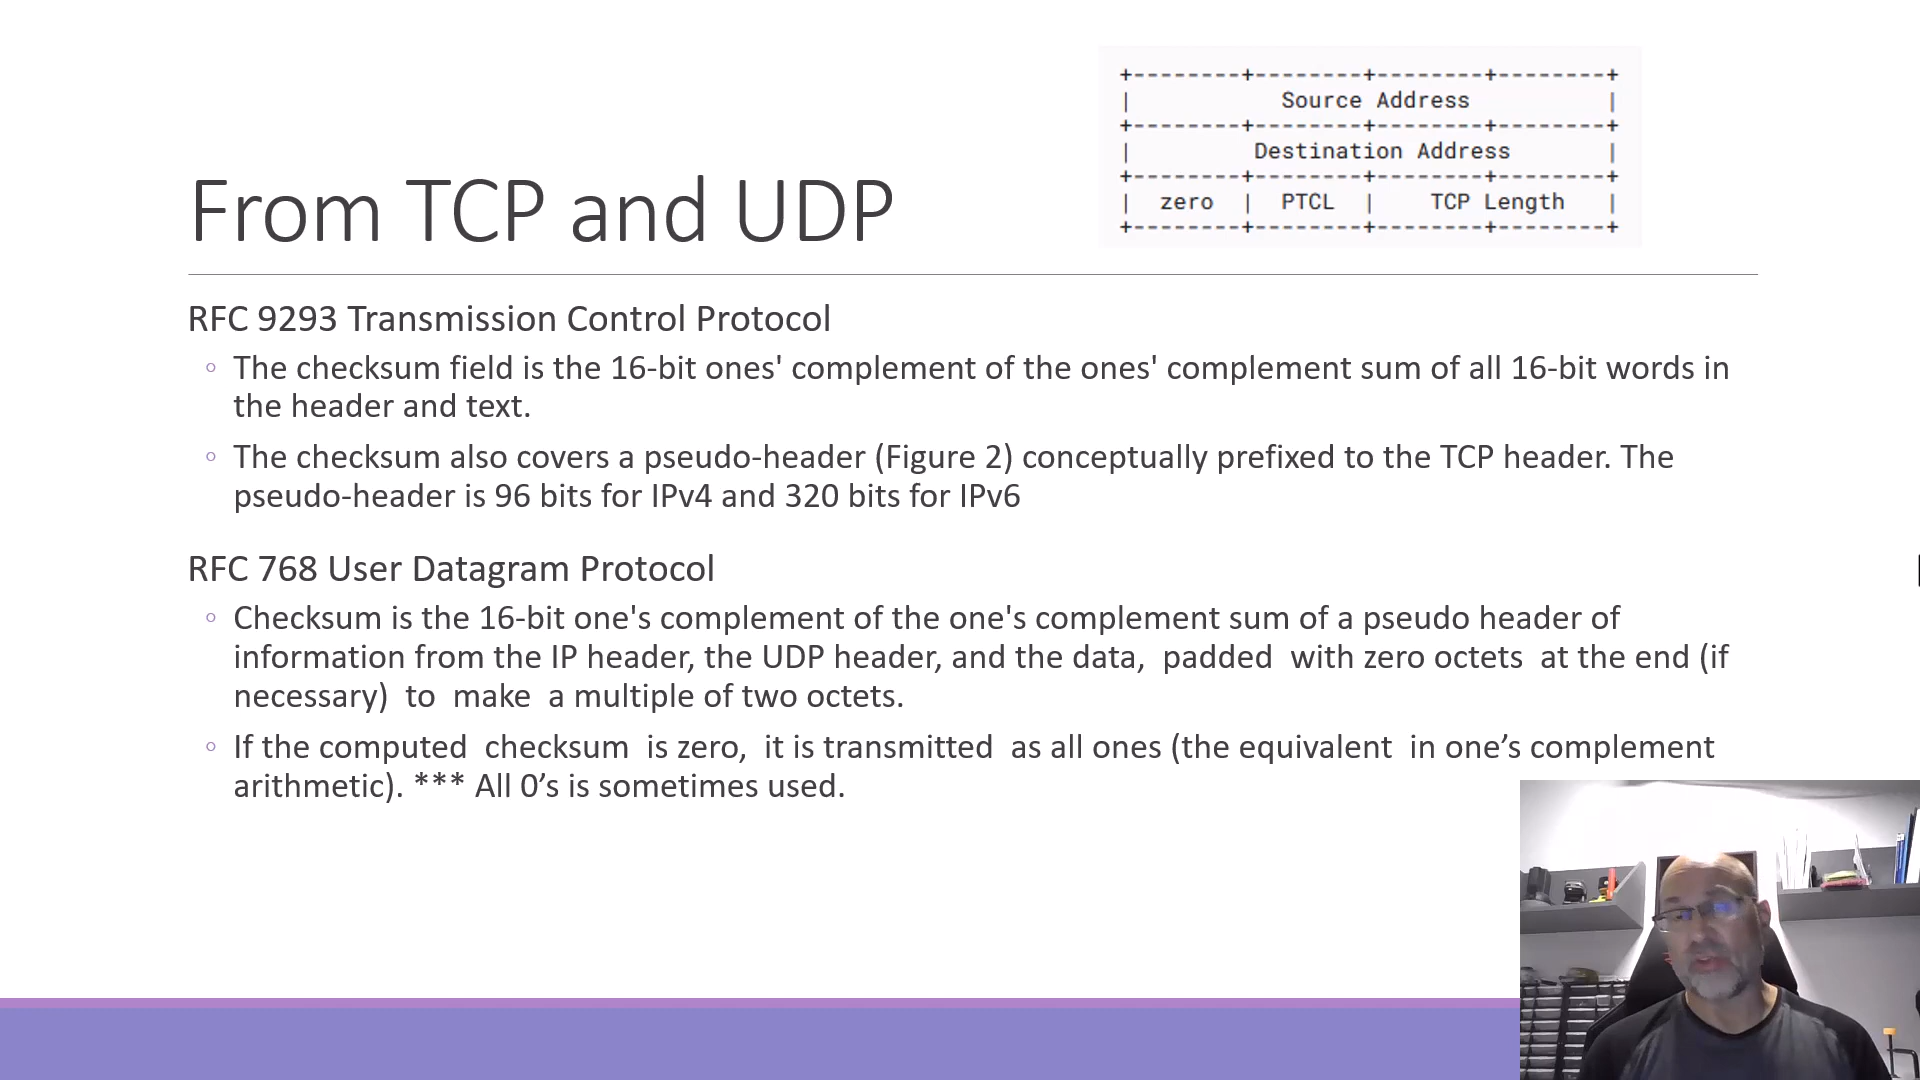 +--------+--------+--------+--------+
|           Source Address          |
+--------+--------+--------+--------+
|         Destination Address       |
+--------+--------+--------+--------+
|  zero  |  PTCL  |    TCP Length   |
+--------+--------+--------+--------+
From TCP and UDP
RFC 9293 Transmission Control Protocol
◦ The checksum field is the 16-bit ones' complement of the ones' complement sum of all 16-bit words in
the header and text.
◦ The checksum also covers a pseudo-header (Figure 2) conceptually prefixed to the TCP header. The
pseudo-header is 96 bits for IPv4 and 320 bits for IPv6
RFC 768 User Datagram Protocol
◦ Checksum is the 16-bit one's complement of the one's complement sum of a pseudo header of
information from the IP header, the UDP header, and the data,  padded  with zero octets  at the end (if
necessary)  to  make  a multiple of two octets.
◦ If the computed  checksum  is zero,  it is transmitted  as all ones (the equivalent  in one’s complement
arithmetic). *** All 0’s is sometimes used.